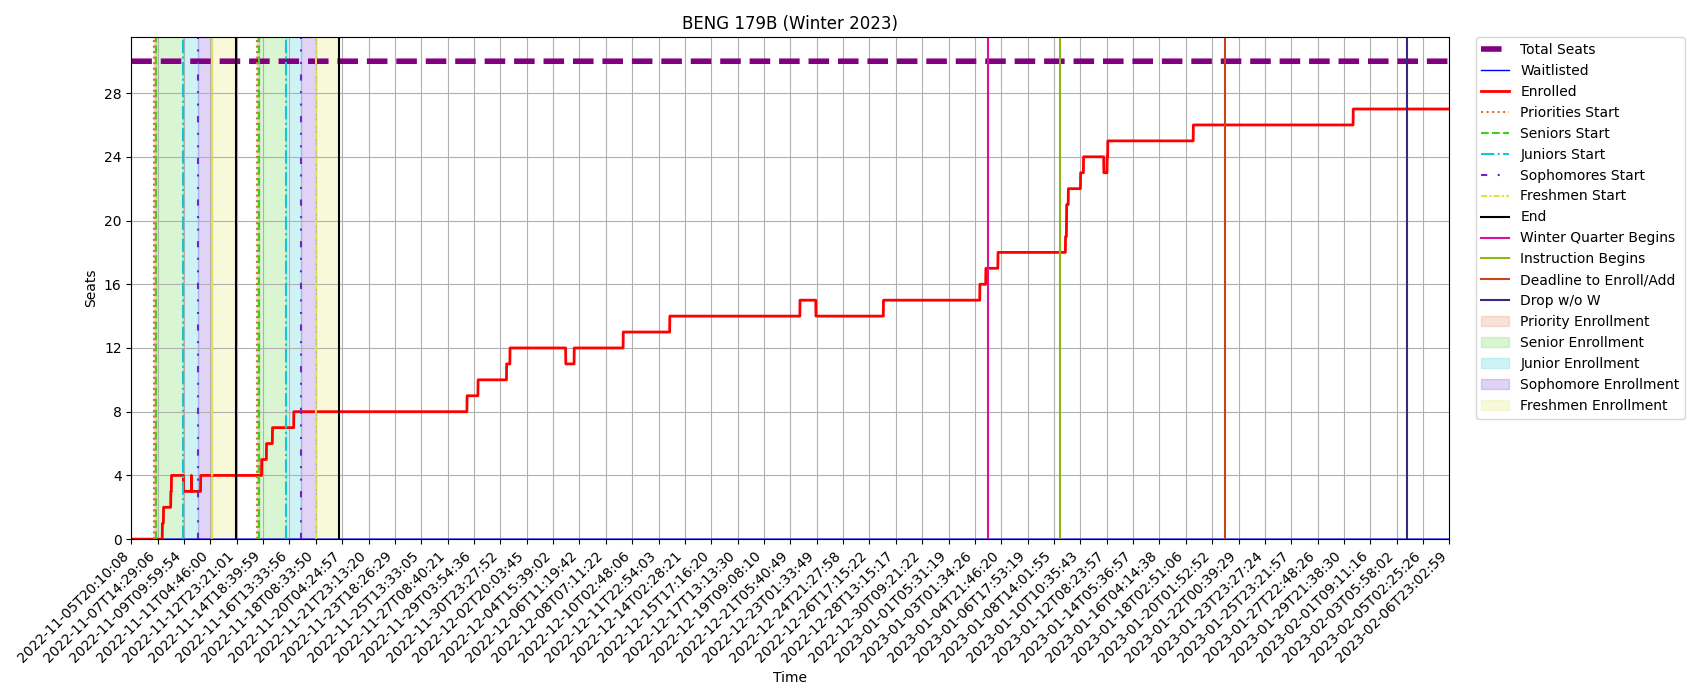 BENG 179B (Winter 2023)
Seats
28
24
20
16
12
8
4
0
2022-11-05T20:10:08
2022-11-07T14:29:06
2022-11-09T09:59:54
2022-11-11T04:46:00
2022-11-12T23:21:01
2022-11-14T18:39:59
2022-11-16T13:33:56
2022-11-18T08:33:50
2022-11-20T04:24:57
2022-11-21T23:13:20
2022-11-23T18:26:29
2022-11-25T13:33:05
2022-11-27T08:40:21
2022-11-29T03:54:36
2022-11-30T23:27:52
2022-12-02T20:03:45
2022-12-04T15:39:02
2022-12-06T11:19:42
2022-12-08T07:11:22
2022-12-10T02:48:06
2022-12-11T22:54:03
2022-12-14T02:28:21
2022-12-15T17:16:20
2022-12-17T13:13:30
2022-12-19T09:08:10
2022-12-21T05:40:49
2022-12-23T01:33:49
2022-12-24T21:27:58
2022-12-26T17:15:22
2022-12-28T13:15:17
2022-12-30T09:21:22
2023-01-01T05:31:19
2023-01-03T01:34:26
2023-01-04T21:46:20
2023-01-06T17:53:19
2023-01-08T14:01:55
2023-01-10T10:35:43
2023-01-12T08:23:57
2023-01-14T05:36:57
2023-01-16T04:14:38
2023-01-18T02:51:06
2023-01-20T01:52:52
2023-01-22T00:39:29
2023-01-23T23:27:24
2023-01-25T23:21:57
2023-01-27T22:48:26
2023-01-29T21:38:30
2023-02-01T09:11:16
2023-02-03T05:58:02
2023-02-05T02:25:26
2023-02-06T23:02:59
Time
Total Seats
Waitlisted
Enrolled
Priorities Start
Seniors Start
Juniors Start
Sophomores Start
Freshmen Start
End
Winter Quarter Begins
Instruction Begins
Deadline to Enroll/Add
Drop w/o W
Priority Enrollment
Senior Enrollment
Junior Enrollment
Sophomore Enrollment
Freshmen Enrollment